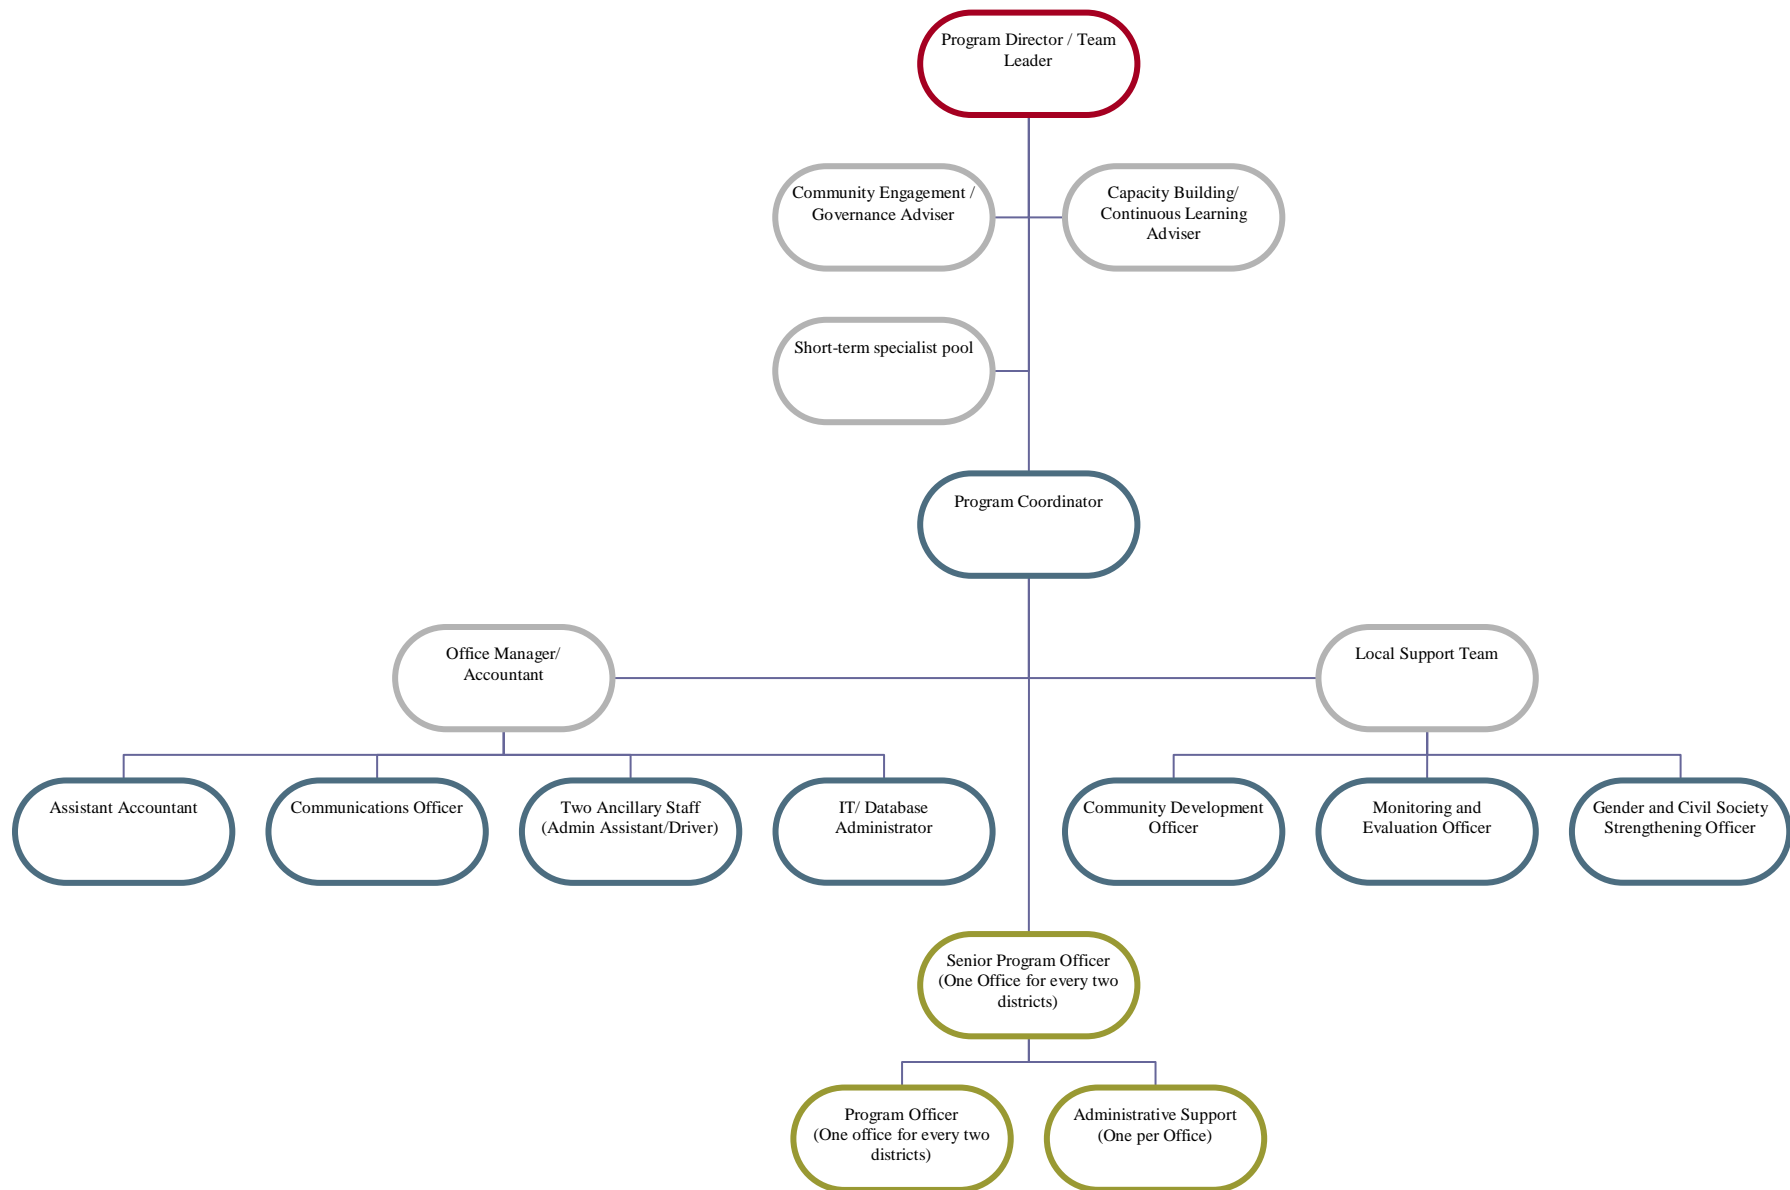 Program Director / Team
Leader
Community Engagement /
Governance Adviser
Capacity Building/
Continuous Learning
Adviser
Short-term specialist pool
Program Coordinator
Office Manager/
Accountant
Local Support Team
Assistant Accountant
Communications Officer
Two Ancillary Staff
(Admin Assistant/Driver)
IT/ Database
Administrator
Community Development
Officer
Monitoring and
Evaluation Officer
Gender and Civil Society
Strengthening Officer
Senior Program Officer
(One Office for every two
districts)
Program Officer
(One office for every two
districts)
Administrative Support
(One per Office)